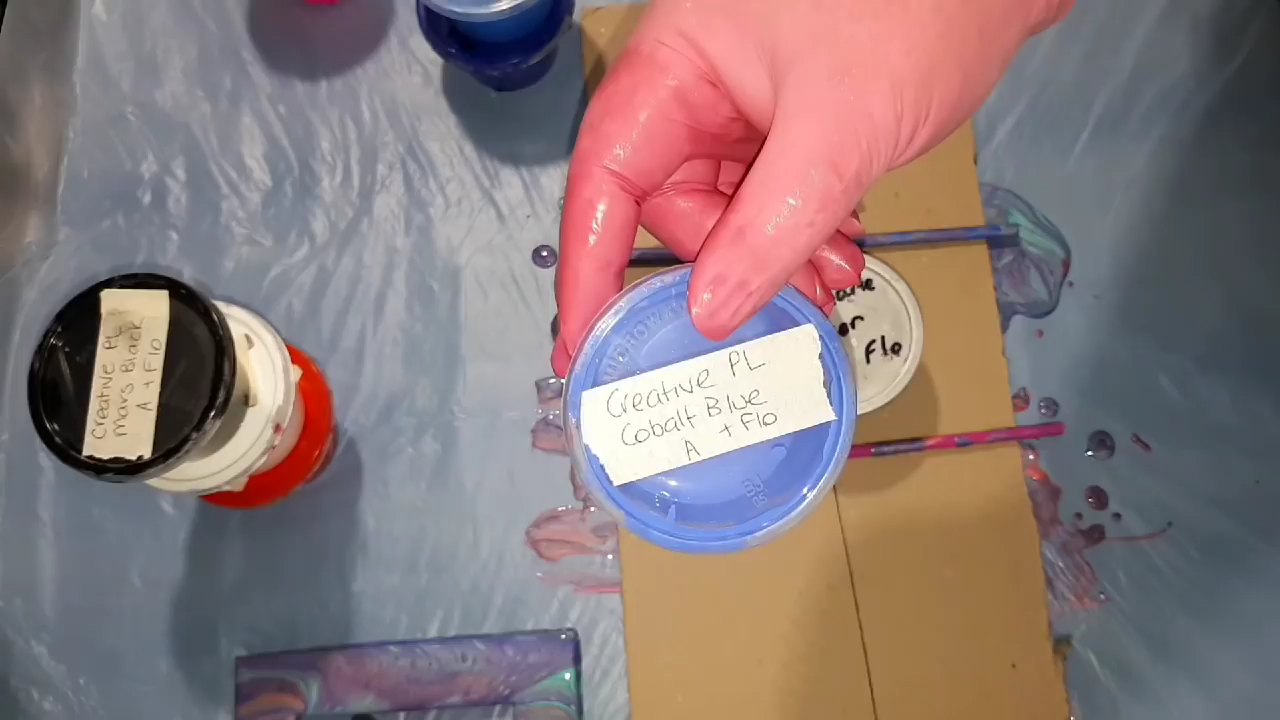 Creative PL
Cobalt Blue
A + Flo
Creative PL
Mars Black
A + Flo
Flo